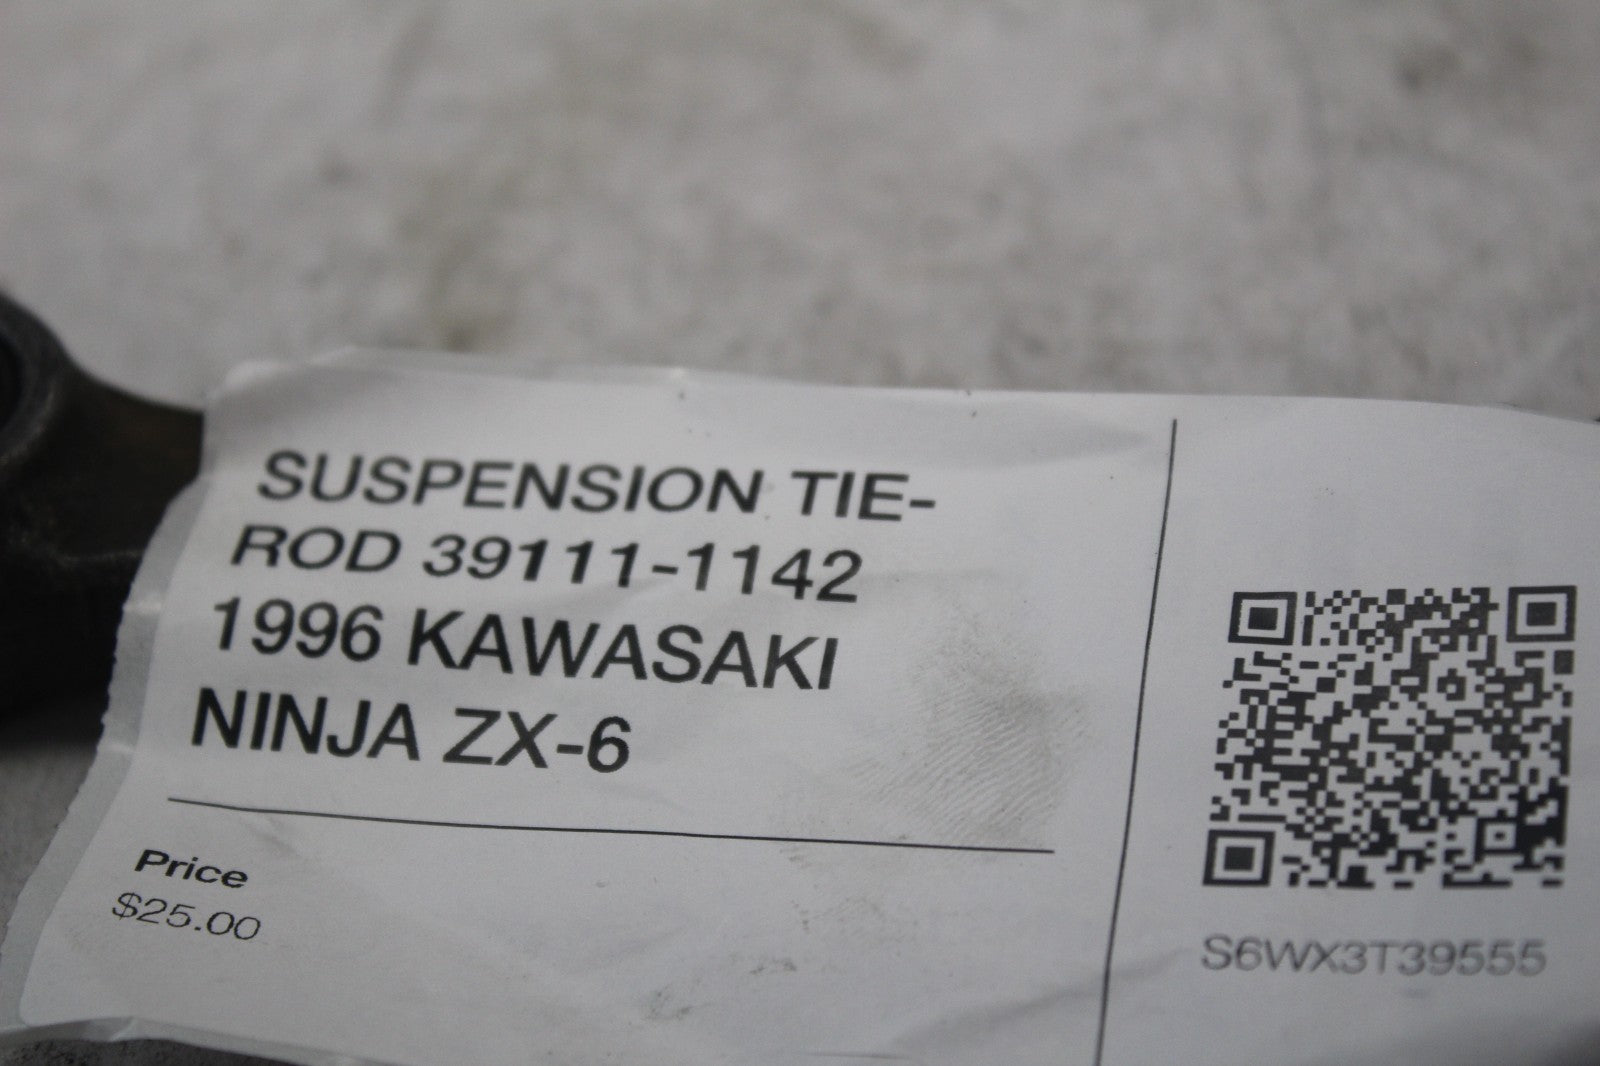 SUSPENSION TIE-
ROD 39111-1142
1996 KAWASAKI
NINJA ZX-6
Price
$25.00
S6WX3T39555